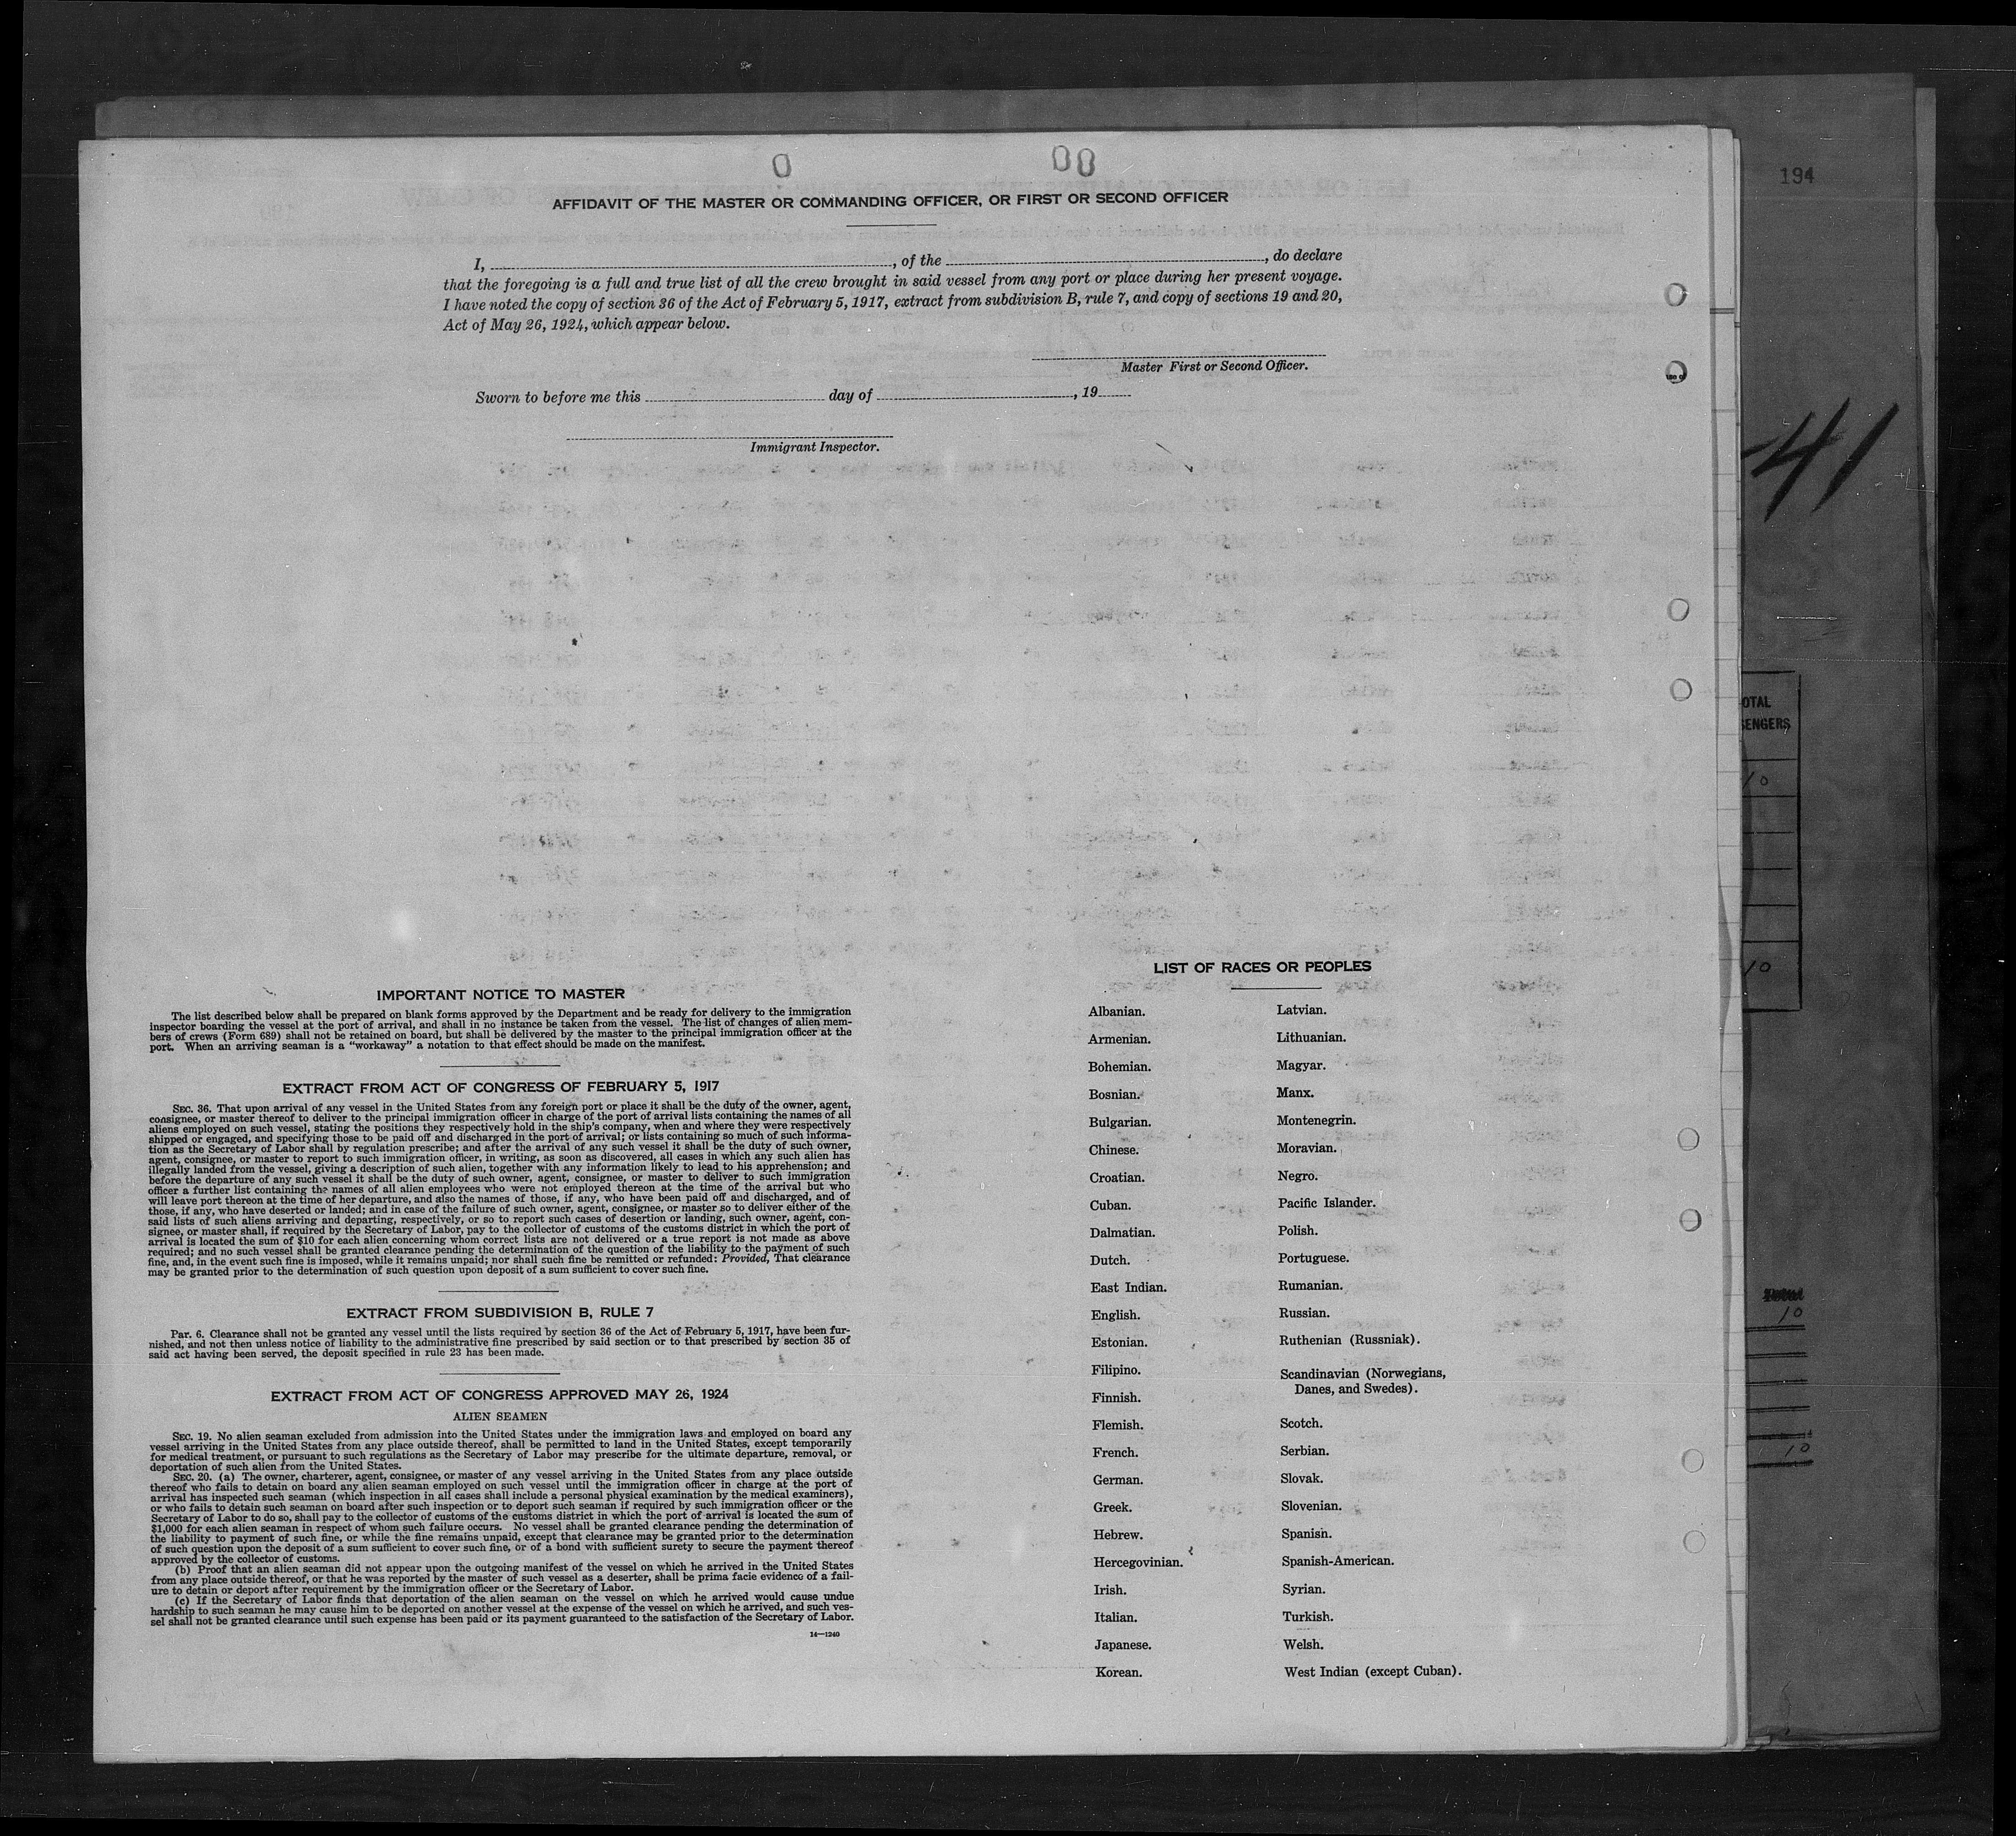 AFFIDAVIT OF THE MASTER OR COMMANDING OFFICER, OR FIRST OR SECOND OFFICER
I, , of the , do declare
that the foregoing is a full and true list of all the crew brought in said vessel from any port or place during her present voyage.
I have noted the copy of section 36 of the Act of February 5, 1917, extract from subdivision B, rule 7, and copy of sections 19 and 20,
Act of May 26, 1924, which appear below.
Master First or Second Officer.
Sworn to before me this day of , 19
Immigrant Inspector.
IMPORTANT NOTICE TO MASTER
The list described below shall be prepared on blank forms approved by the Department and be ready for delivery to the immigration
inspector boarding the vessel at the port of arrival, and shall in no instance be taken from the vessel. The list of changes of alien mem-
bers of crews (Form 689) shall not be retained on board, but shall be delivered by the master to the principal immigration officer at the
port. When an arriving seaman is a "workaway" a notation to that effect should be made on the manifest.
EXTRACT FROM ACT OF CONGRESS OF FEBRUARY 5, 1917
SEC. 36. That upon arrival of any vessel in the United States from any foreign port or place it shall be the duty of the owner, agent,
consignee, or master thereof to deliver to the principal immigration officer in charge of the port of arrival lists containing the names of all
aliens employed on such vessel, stating the positions they respectively hold in the ship's company, when and where they were respectively
shipped or engaged, and specifying those to be paid off and discharged in the port of arrival; or lists containing so much of such informa-
tion as the Secretary of Labor shall by regulation prescribe; and after the arrival of any such vessel it shall be the duty of such owner,
agent, consignee, or master to report to such immigration officer, in writing, as soon as discovered, all cases in which any such alien has
illegally landed from the vessel, giving a description of such alien, together with any information likely to lead to his apprehension; and
before the departure of any such vessel it shall be the duty of such owner, agent, consignee, or master to deliver to such immigration
officer a further list containing the names of all alien employees who were not employed thereon at the time of the arrival but who
will leave port thereon at the time of her departure, and also the names of those, if any, who have been paid off and discharged, and of
those, if any, who have deserted or landed; and in case of the failure of such owner, agent, consignee, or master so to deliver either of the
said lists of such aliens arriving and departing, respectively, or so to report such cases of desertion or landing, such owner, agent, con-
signee, or master shall, if required by the Secretary of Labor, pay to the collector of customs of the customs district in which the port of
arrival is located the sum of $10 for each alien concerning whom correct lists are not delivered or a true report is not made as above
required; and no such vessel shall be granted clearance pending the determination of the question of the liability to the payment of such
fine, and, in the event such fine is imposed, while it remains unpaid; nor shall such fine be remitted or refunded: Provided, That clearance
may be granted prior to the determination of such question upon deposit of a sum sufficient to cover such fine.
EXTRACT FROM SUBDIVISION B, RULE 7
Par. 6. Clearance shall not be granted any vessel until the lists required by section 36 of the Act of February 5, 1917, have been fur-
nished, and not then unless notice of liability to the administrative fine prescribed by said section or to that prescribed by section 35 of
said act having been served, the deposit specified in rule 23 has been made.
EXTRACT FROM ACT OF CONGRESS APPROVED MAY 26, 1924
ALIEN SEAMEN
SEC. 19. No alien seaman excluded from admission into the United States under the immigration laws and employed on board any
vessel arriving in the United States from any place outside thereof, shall be permitted to land in the United States, except temporarily
for medical treatment, or pursuant to such regulations as the Secretary of Labor may prescribe for the ultimate departure, removal, or
deportation of such alien from the United States.
SEC. 20. (a) The owner, charterer, agent, consignee, or master of any vessel arriving in the United States from any place outside
thereof who fails to detain on board any alien seaman employed on such vessel until the immigration officer in charge at the port of
arrival has inspected such seaman (which inspection in all cases shall include a personal physical examination by the medical examiners),
or who fails to detain such seaman on board after such inspection or to deport such seaman if required by such immigration officer or the
Secretary of Labor to do so, shall pay to the collector of customs of the customs district in which the port of arrival is located the sum of
$1,000 for each alien seaman in respect of whom such failure occurs. No vessel shall be granted clearance pending the determination of
the liability to payment of such fine, or while the fine remains unpaid, except that clearance may be granted prior to the determination
of such question upon the deposit of a sum sufficient to cover such fine, or of a bond with sufficient surety to secure the payment thereof
approved by the collector of customs.
(b) Proof that an alien seaman did not appear upon the outgoing manifest of the vessel on which he arrived in the United States
from any place outside thereof, or that he was reported by the master of such vessel as a deserter, shall be prima facie evidence of a fail-
ure to detain or deport after requirement by the immigration officer or the Secretary of Labor.
(c) If the Secretary of Labor finds that deportation of the alien seaman on the vessel on which he arrived would cause undue
hardship to such seaman he may cause him to be deported on another vessel at the expense of the vessel on which he arrived, and such ves-
sel shall not be granted clearance until such expense has been paid or its payment guaranteed to the satisfaction of the Secretary of Labor.
14—1240
LIST OF RACES OR PEOPLES
Albanian.
Armenian.
Bohemian.
Bosnian.
Bulgarian.
Chinese.
Croatian.
Cuban.
Dalmatian.
Dutch.
East Indian.
English.
Estonian.
Filipino.
Finnish.
Flemish.
French.
German.
Greek.
Hebrew.
Hercegovinian.
Irish.
Italian.
Japanese.
Korean.
Latvian.
Lithuanian.
Magyar.
Manx.
Montenegrin.
Moravian.
Negro.
Pacific Islander.
Polish.
Portuguese.
Rumanian.
Russian.
Ruthenian (Russniak).
Scandinavian (Norwegians,
Danes, and Swedes).
Scotch.
Serbian.
Slovak.
Slovenian.
Spanish.
Spanish-American.
Syrian.
Turkish.
Welsh.
West Indian (except Cuban).
194
41
OTAL
SENGERS
10
10
Total
10
10